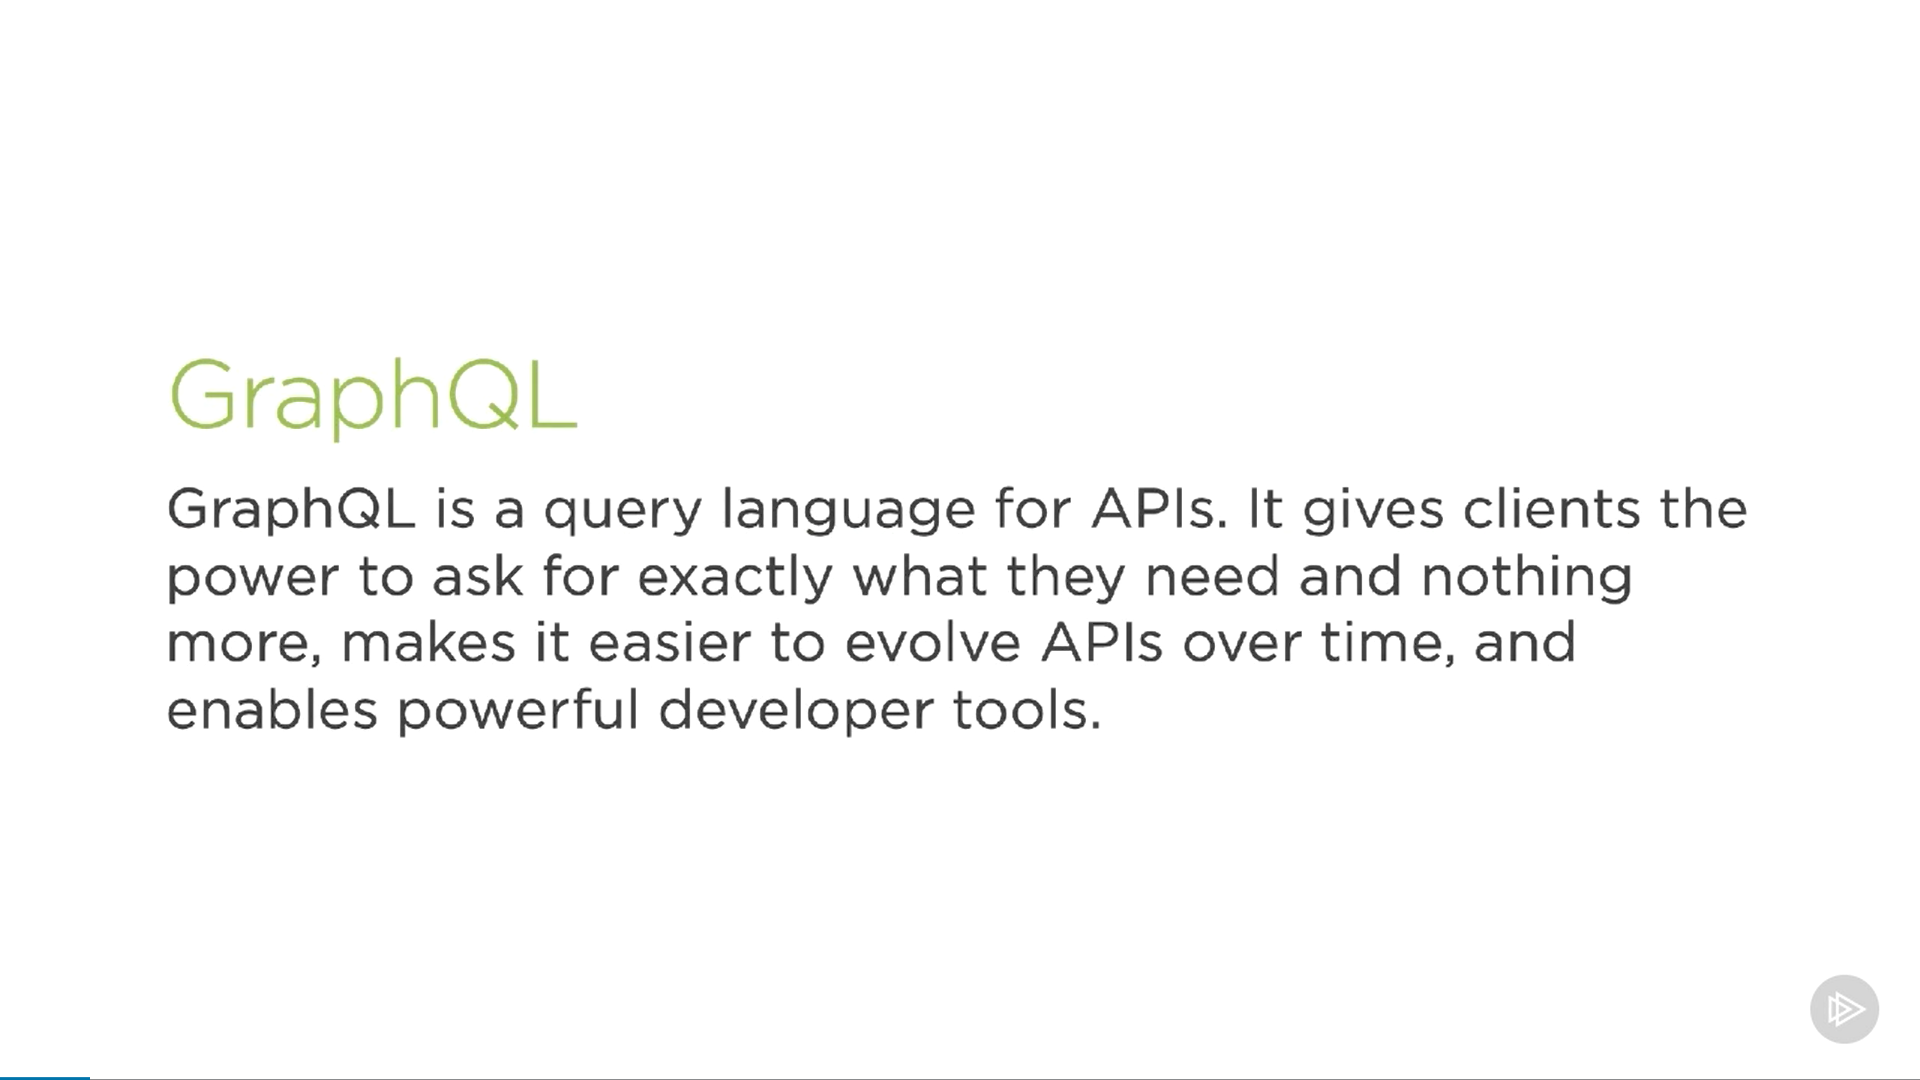 GraphQL
GraphQL is a query language for APIs. It gives clients the
power to ask for exactly what they need and nothing
more, makes it easier to evolve APIs over time, and
enables powerful developer tools.